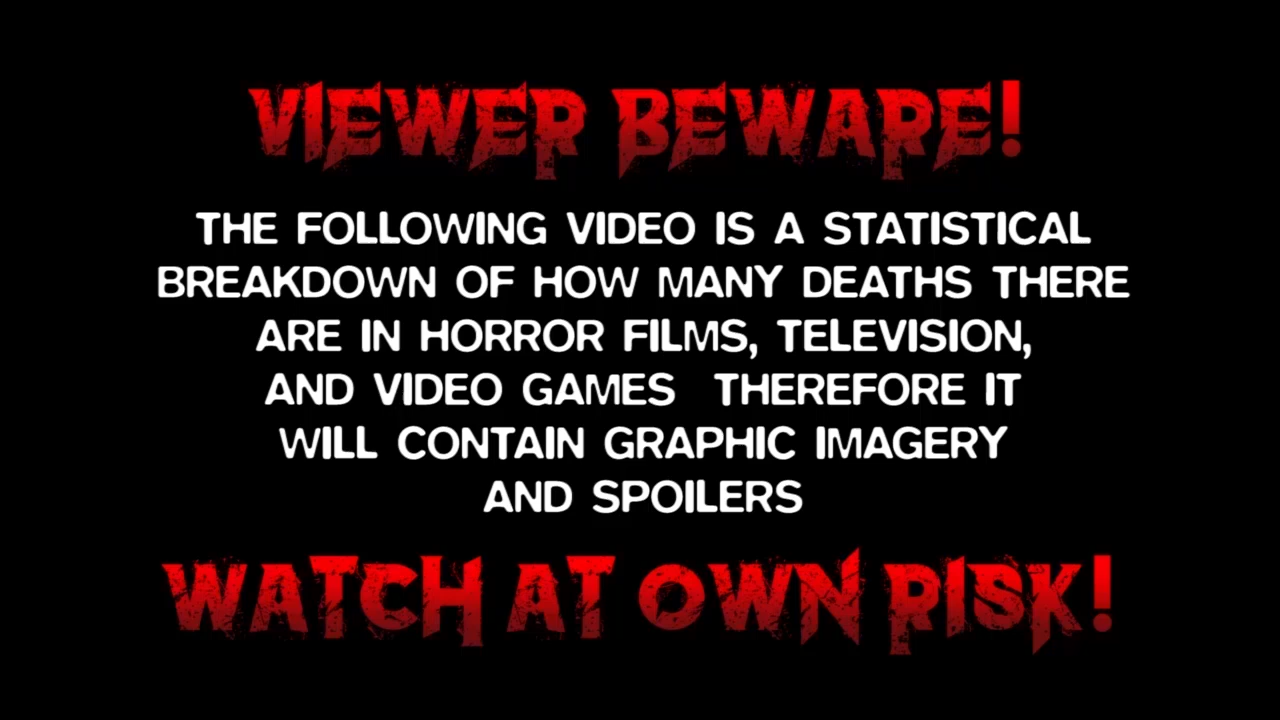 VIEWER BEWARE!
THE FOLLOWING VIDEO IS A STATISTICAL
BREAKDOWN OF HOW MANY DEATHS THERE
ARE IN HORROR FILMS, TELEVISION,
AND VIDEO GAMES THEREFORE IT
WILL CONTAIN GRAPHIC IMAGERY
AND SPOILERS
WATCH AT OWN RISK!